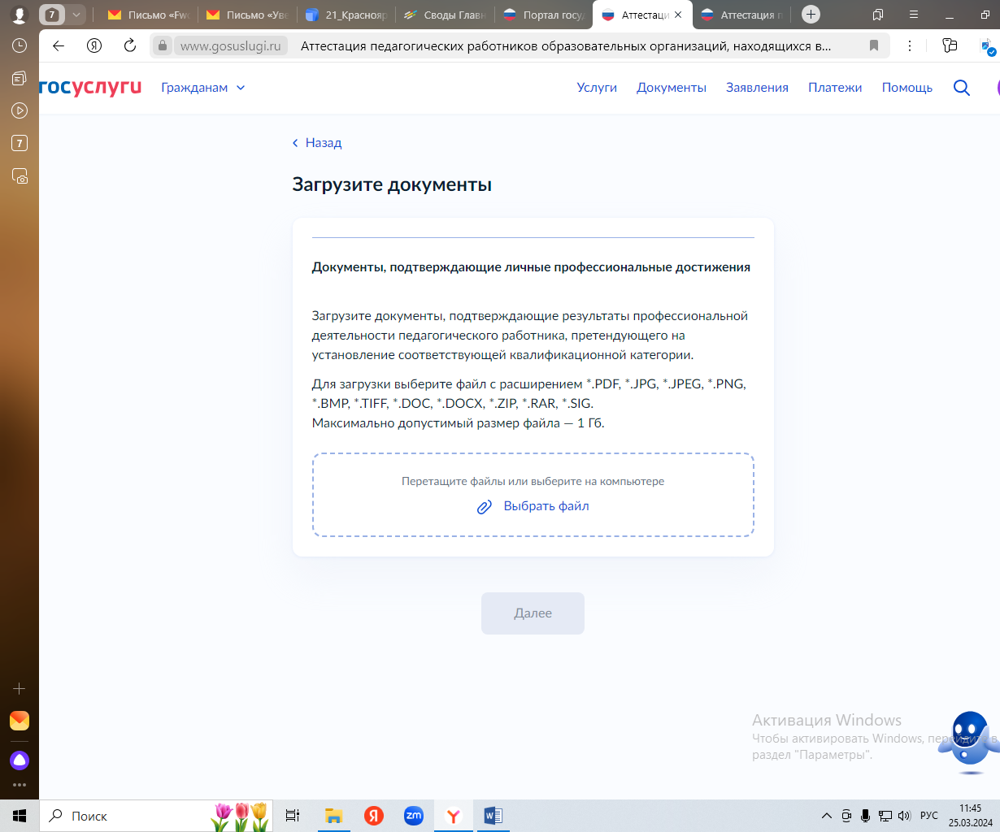 7
Письмо «Fw
Письмо «Уве
21_Краснояр
Своды Главн
Портал госу
Аттестаци
Аттестация п
www.gosuslugi.ru
Аттестация педагогических работников образовательных организаций, находящихся в...
7
госуслуги
Гражданам
Услуги
Документы
Заявления
Платежи
Помощь
Назад
Загрузите документы
Документы, подтверждающие личные профессиональные достижения
Загрузите документы, подтверждающие результаты профессиональной
деятельности педагогического работника, претендующего на
установление соответствующей квалификационной категории.
Для загрузки выберите файл с расширением *.PDF, *.JPG, *.JPEG, *.PNG,
*.BMP, *.TIFF, *.DOC, *.DOCX, *.ZIP, *.RAR, *.SIG.
Максимально допустимый размер файла — 1 Гб.
Перетащите файлы или выберите на компьютере
Выбрать файл
Далее
Активация Windows
Чтобы активировать Windows, перейдите в
раздел "Параметры".
Поиск
Я
zm
РУС
11:45
25.03.2024